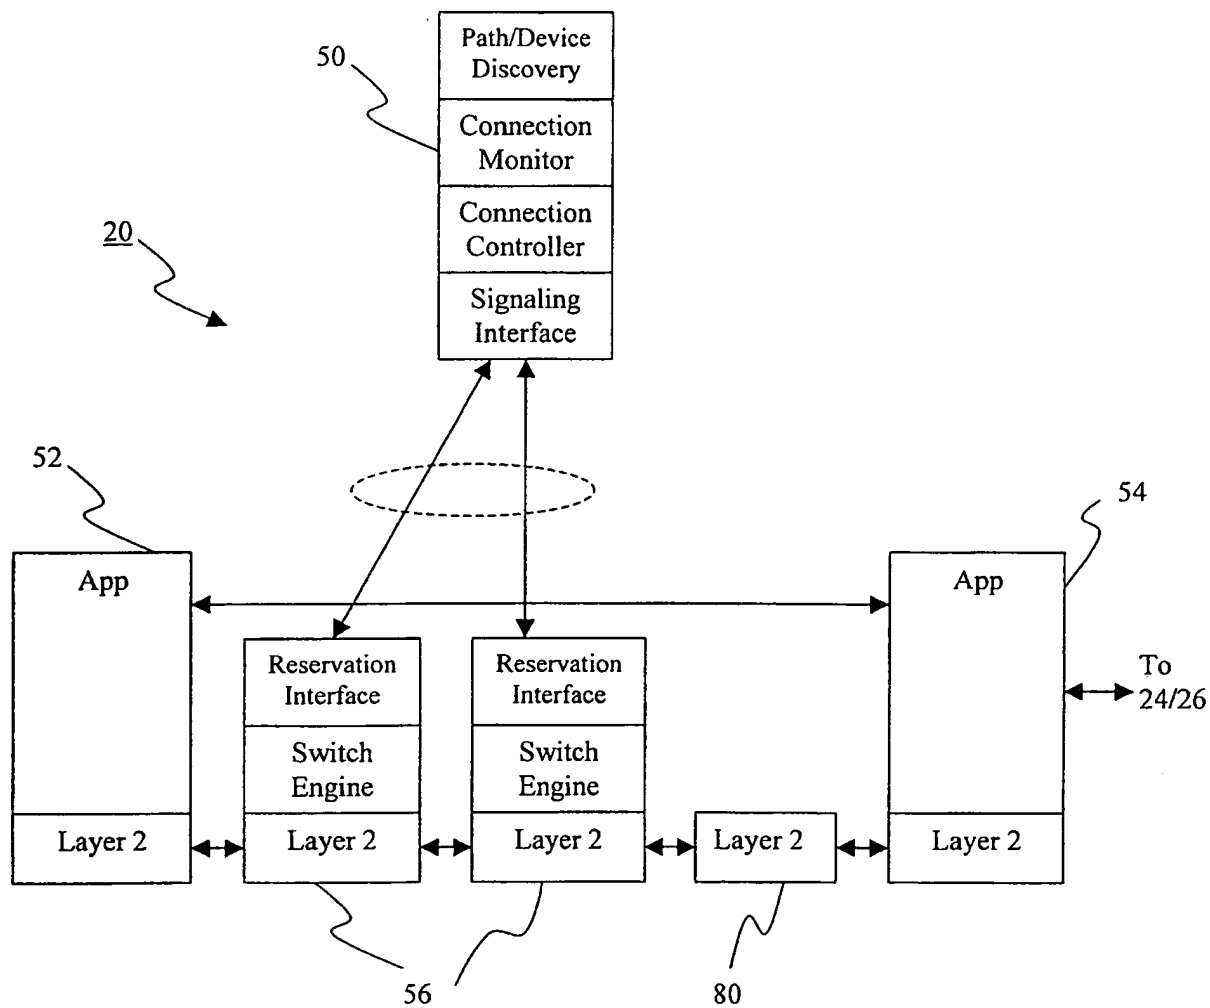 Path/Device
Discovery
50
Connection
Monitor
Connection
Controller
20
Signaling
Interface
52
54
App
App
Reservation
Interface
Reservation
Interface
To
24/26
Switch
Engine
Switch
Engine
Layer 2
Layer 2
Layer 2
Layer 2
Layer 2
56
80